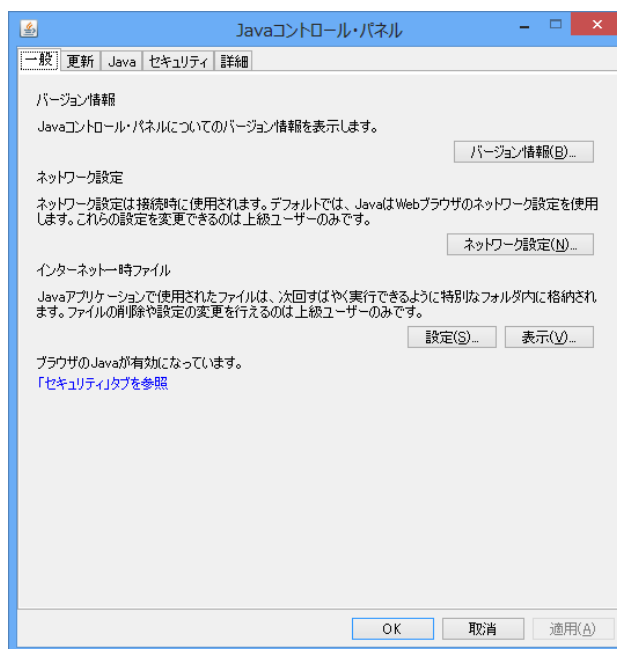 Javaコントロール・パネル
一般 更新 Java セキュリティ 詳細
バージョン情報
Javaコントロール・パネルについてのバージョン情報を表示します。
バージョン情報(B)...
ネットワーク設定
ネットワーク設定は接続時に使用されます。デフォルトでは、JavaはWebブラウザのネットワーク設定を使用
します。これらの設定を変更できるのは上級ユーザーのみです。
ネットワーク設定(N)...
インターネット一時ファイル
Javaアプリケーションで使用されたファイルは、次回すばやく実行できるように特別なフォルダ内に格納され
ます。ファイルの削除や設定の変更を行えるのは上級ユーザーのみです。
設定(S)... 表示(V)...
ブラウザのJavaが有効になっています。
「セキュリティ」タブを参照
OK 取消 適用(A)